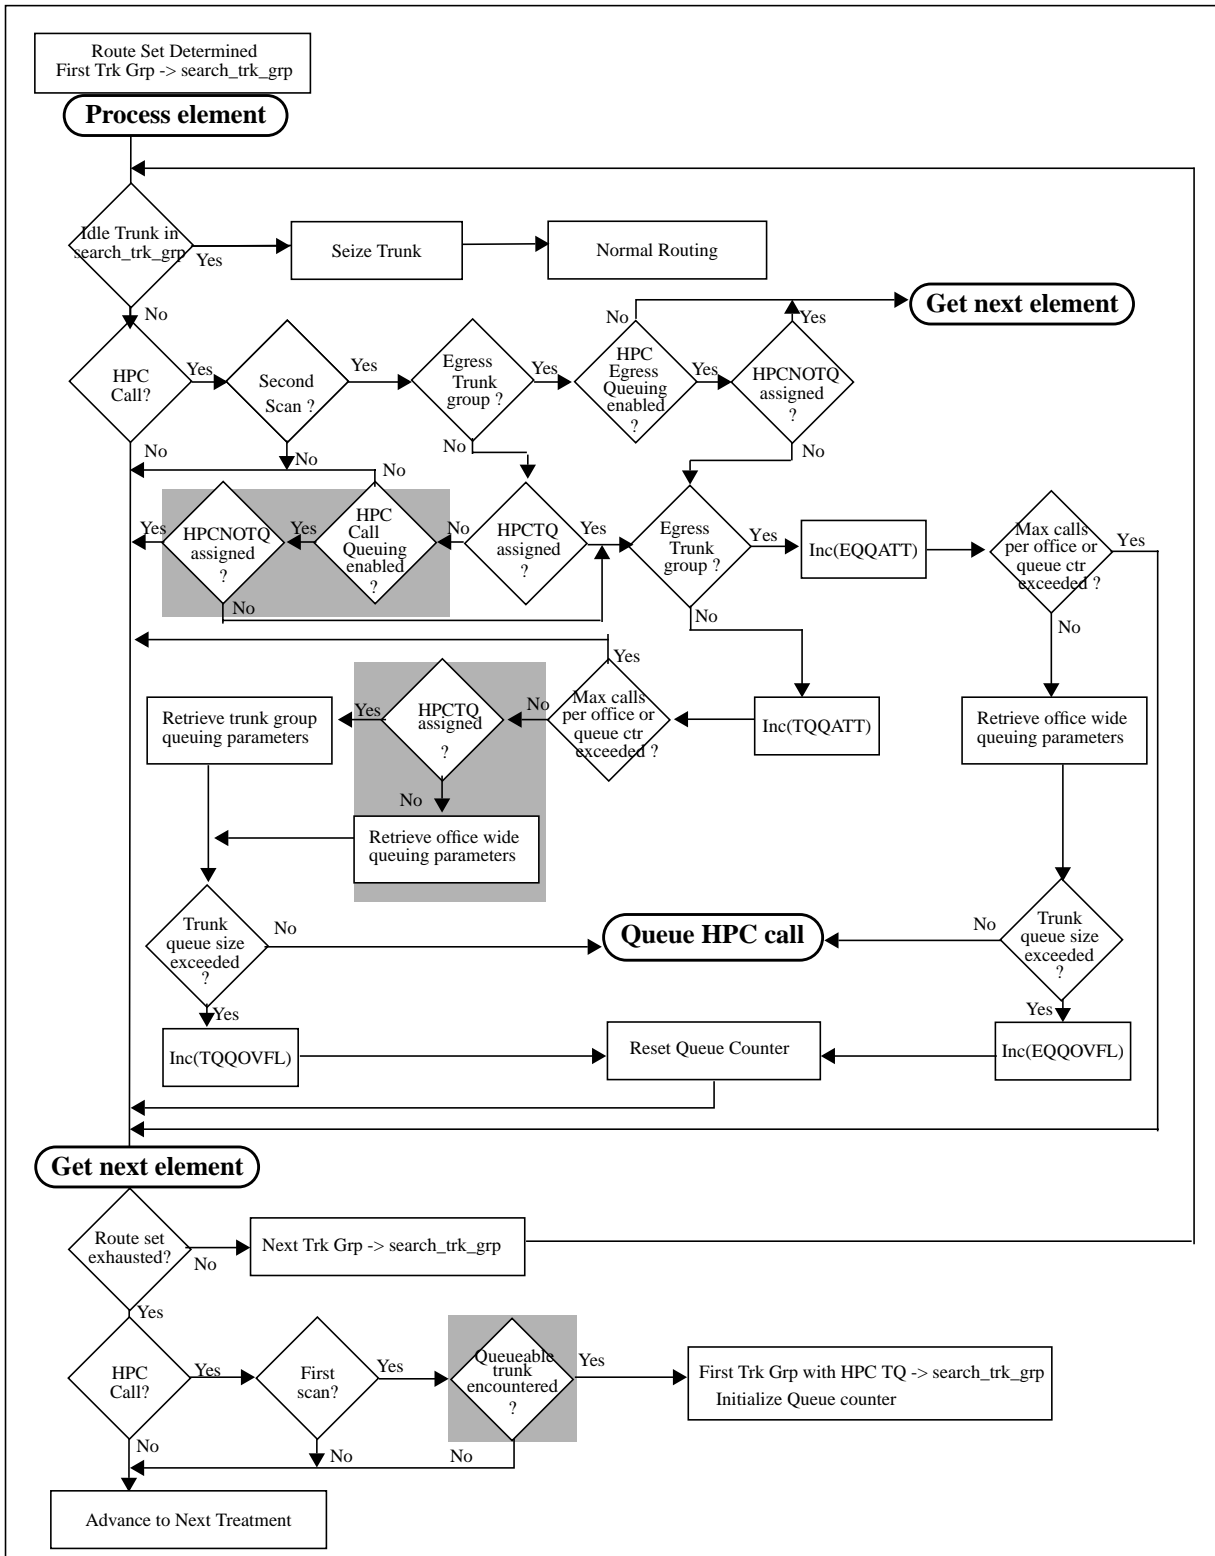 Route Set Determined
First Trk Grp -> search_trk_grp
Process element
Idle Trunk in
search_trk_grp
Yes
Seize Trunk
Normal Routing
No
Get next element
HPC
Call?
Yes
Second
Scan ?
Yes
Egress
Trunk
group ?
Yes
No
HPC
Egress
Queuing
enabled
?
Yes
Yes
HPCNOTQ
assigned
?
No
No
No
No
No
Yes
HPCNOTQ
assigned
?
Yes
HPC
Call
Queuing
enabled
?
No
HPCTQ
assigned
?
Yes
Egress
Trunk
group ?
Yes
Inc(EQQATT)
Max calls
per office or
queue ctr
exceeded ?
Yes
No
No
No
Yes
Retrieve trunk group
queuing parameters
Yes
HPCTQ
assigned
?
No
Max calls
per office or
queue ctr
exceeded ?
Inc(TQQATT)
Retrieve office wide
queuing parameters
No
Retrieve office wide
queuing parameters
Trunk
queue size
exceeded
?
No
Queue HPC call
No
Trunk
queue size
exceeded
?
Yes
Yes
Inc(TQQOVFL)
Reset Queue Counter
Inc(EQQOVFL)
Get next element
Route set
exhausted?
No
Next Trk Grp -> search_trk_grp
Yes
HPC
Call?
Yes
First
scan?
Yes
Queueable
trunk
encountered
?
Yes
First Trk Grp with HPC TQ -> search_trk_grp
Initialize Queue counter
No
No
No
Advance to Next Treatment